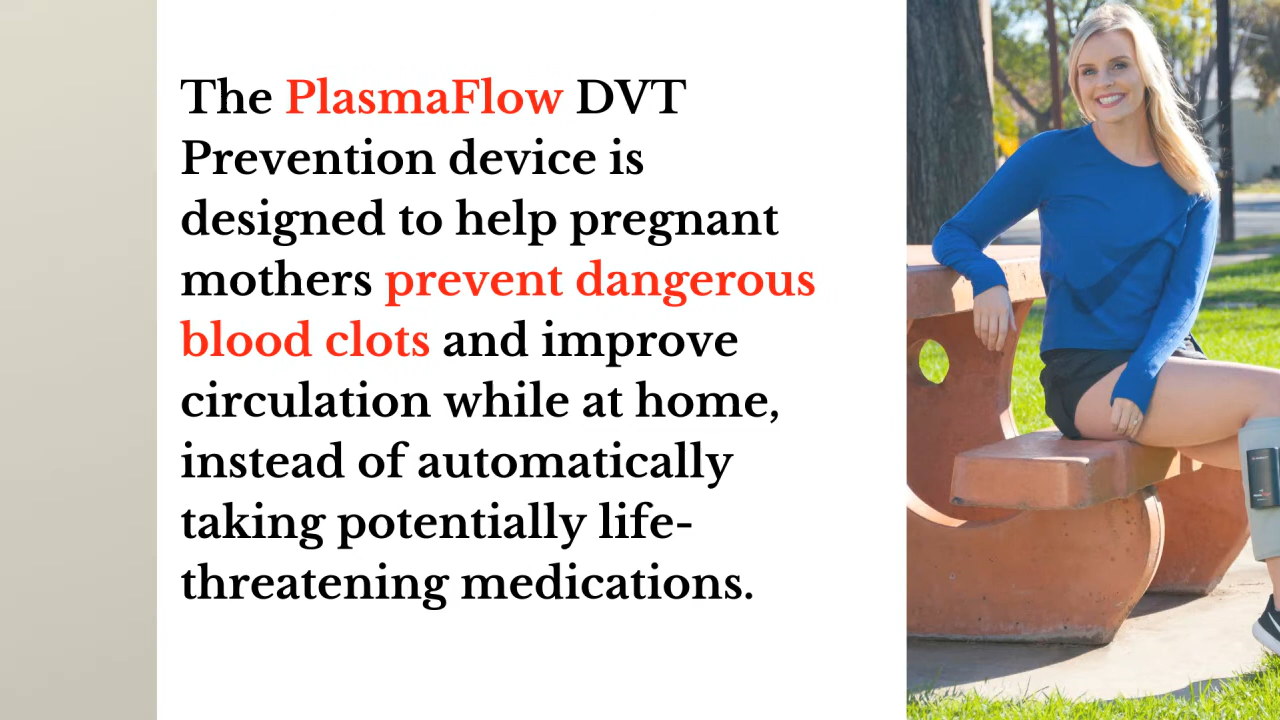 The PlasmaFlow DVT
Prevention device is
designed to help pregnant
mothers prevent dangerous
blood clots and improve
circulation while at home,
instead of automatically
taking potentially life-
threatening medications.